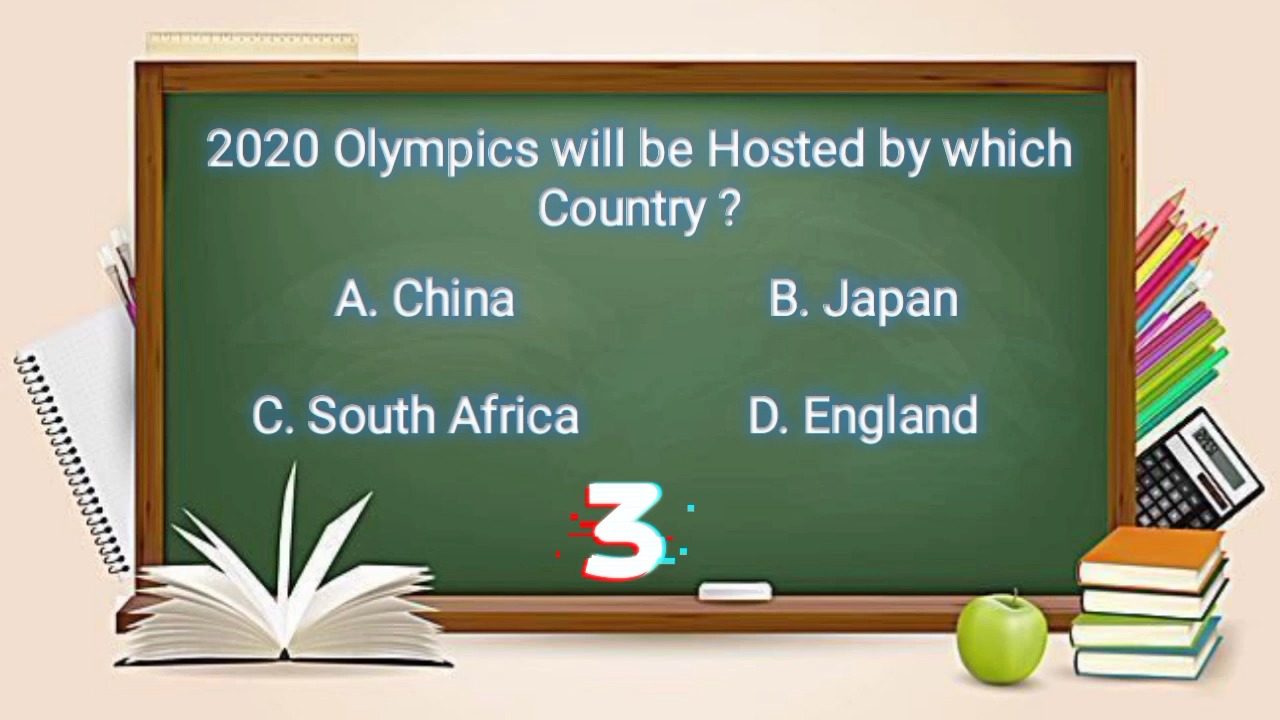 2020 Olympics will be Hosted by which
Country ?
A. China
B. Japan
C. South Africa
D. England
3